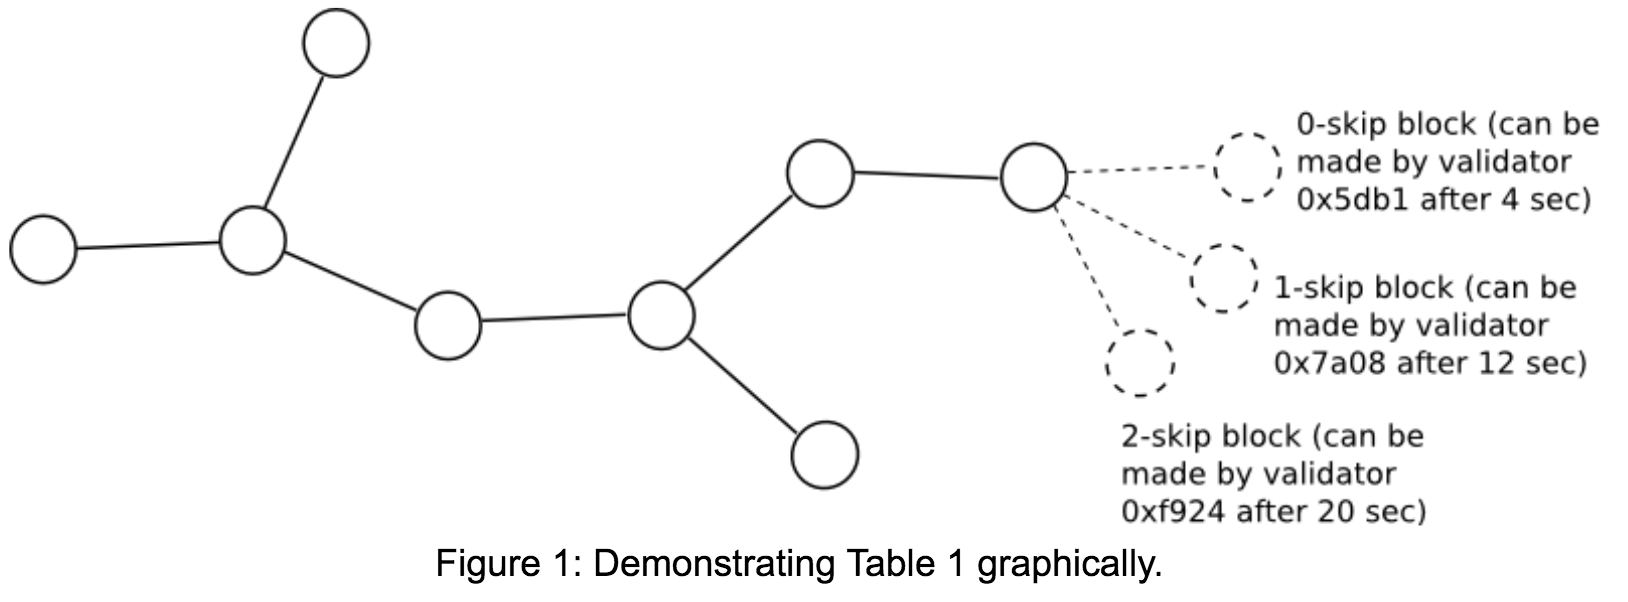 0-skip block (can be
made by validator
0x5db1 after 4 sec)
1-skip block (can be
made by validator
0x7a08 after 12 sec)
2-skip block (can be
made by validator
0xf924 after 20 sec)
Figure 1: Demonstrating Table 1 graphically.